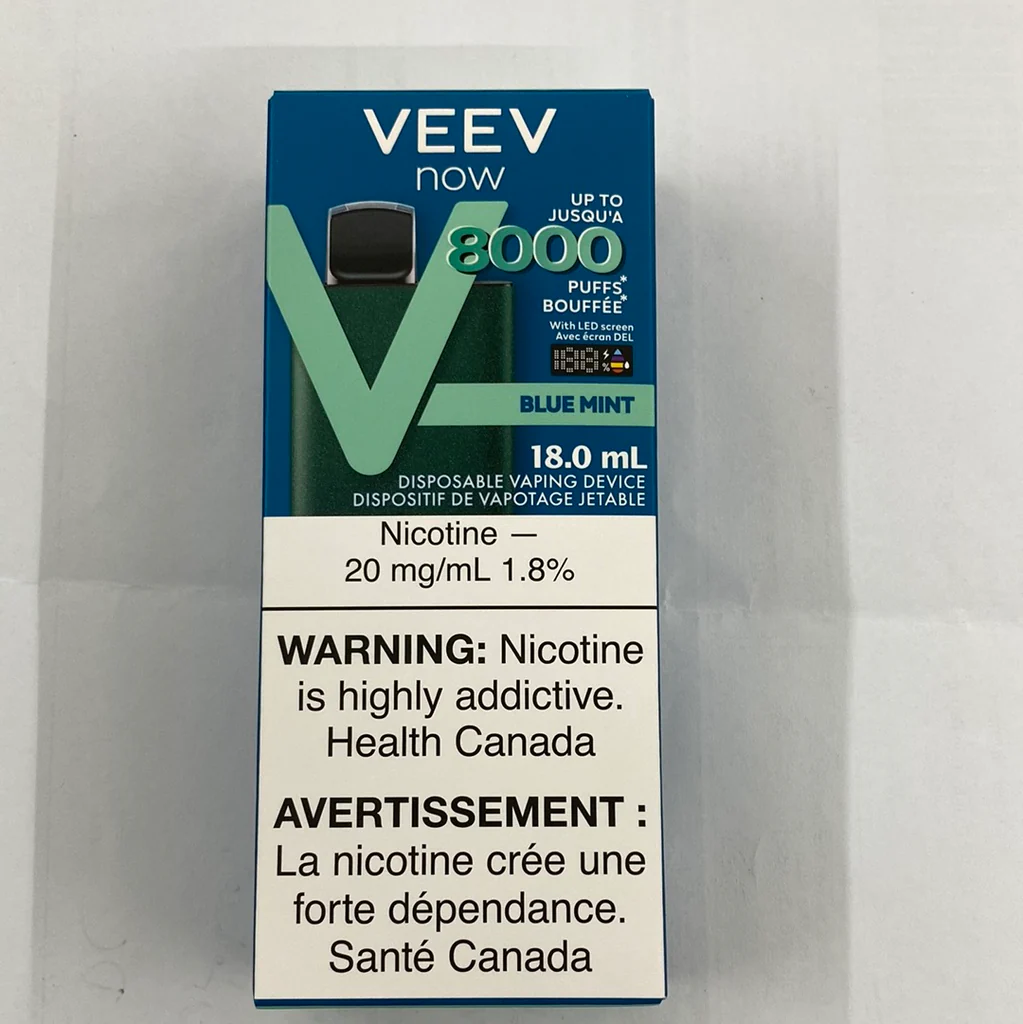 VEEV
now
UP TO
JUSQU'A
8000
PUFFS*
BOUFFÉE*
With LED screen
Avec écran DEL
188
%
BLUE MINT
18.0 mL
DISPOSABLE VAPING DEVICE
DISPOSITIF DE VAPOTAGE JETABLE
Nicotine —
20 mg/mL 1.8%
WARNING: Nicotine
is highly addictive.
Health Canada
AVERTISSEMENT :
La nicotine crée une
forte dépendance.
Santé Canada